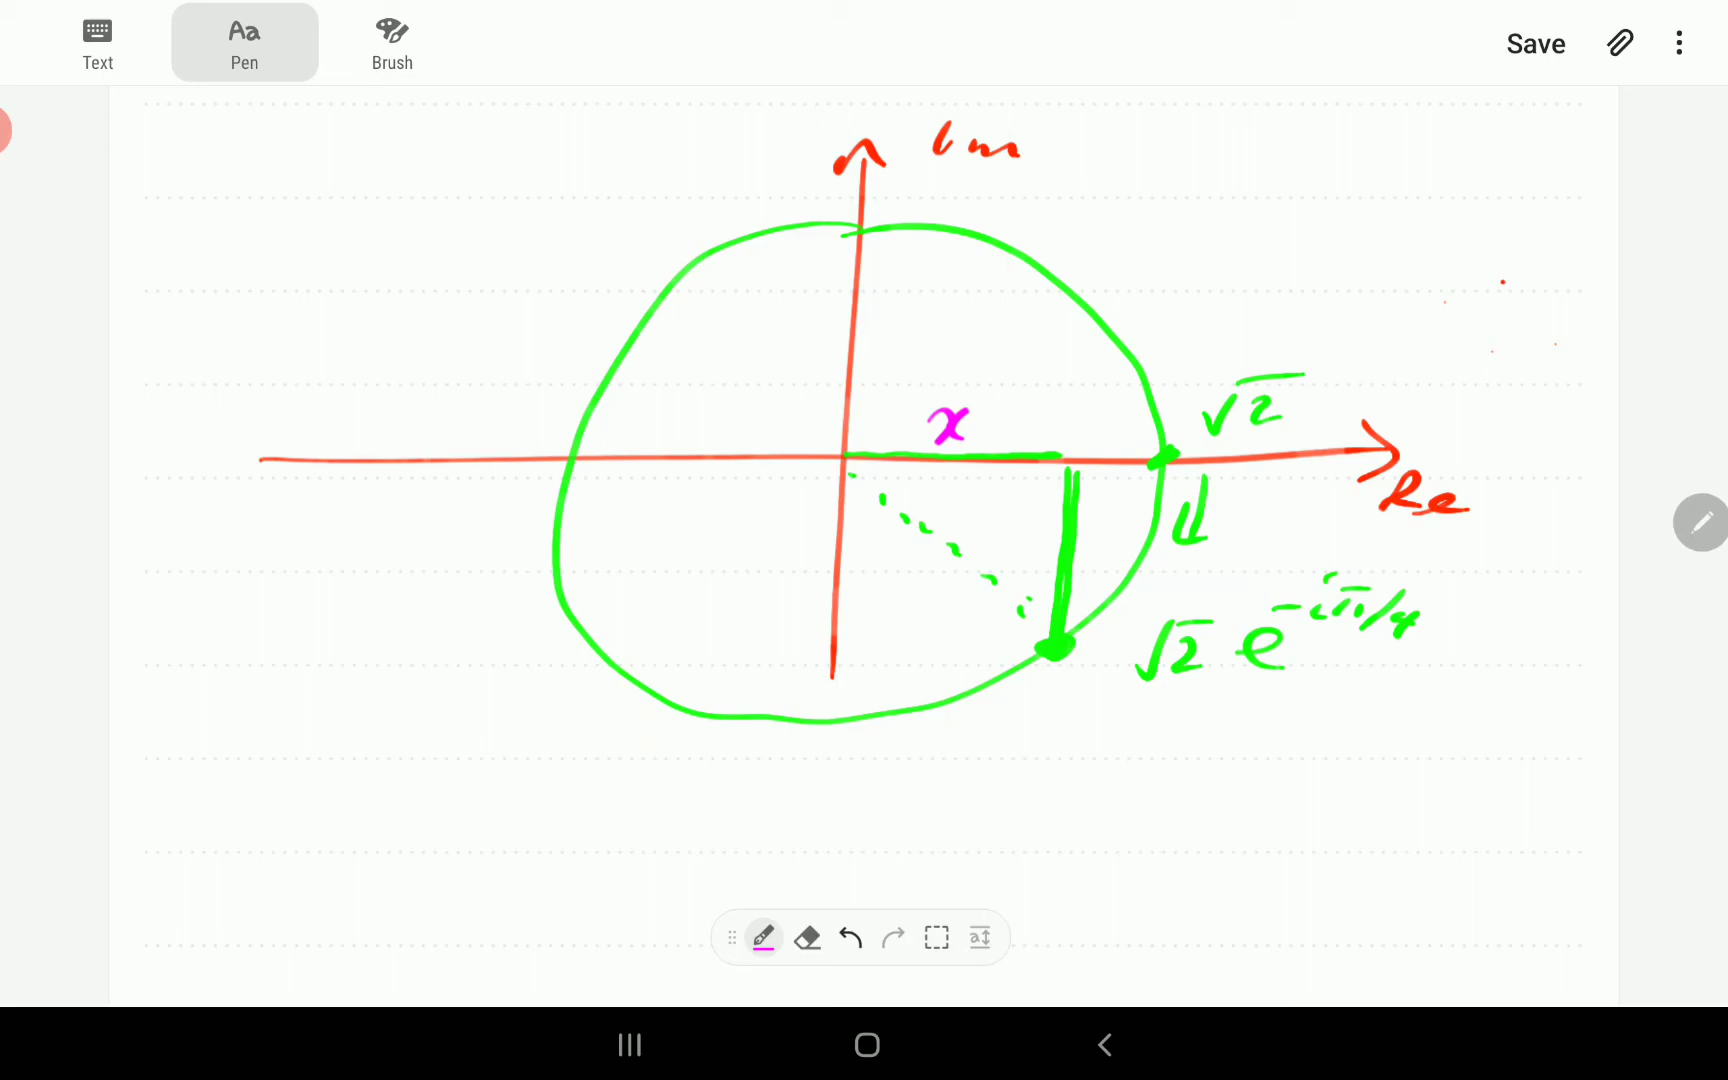 Text
Pen
Brush
Save
Im
√2
x
Re
√2 e^{-iπ/4}